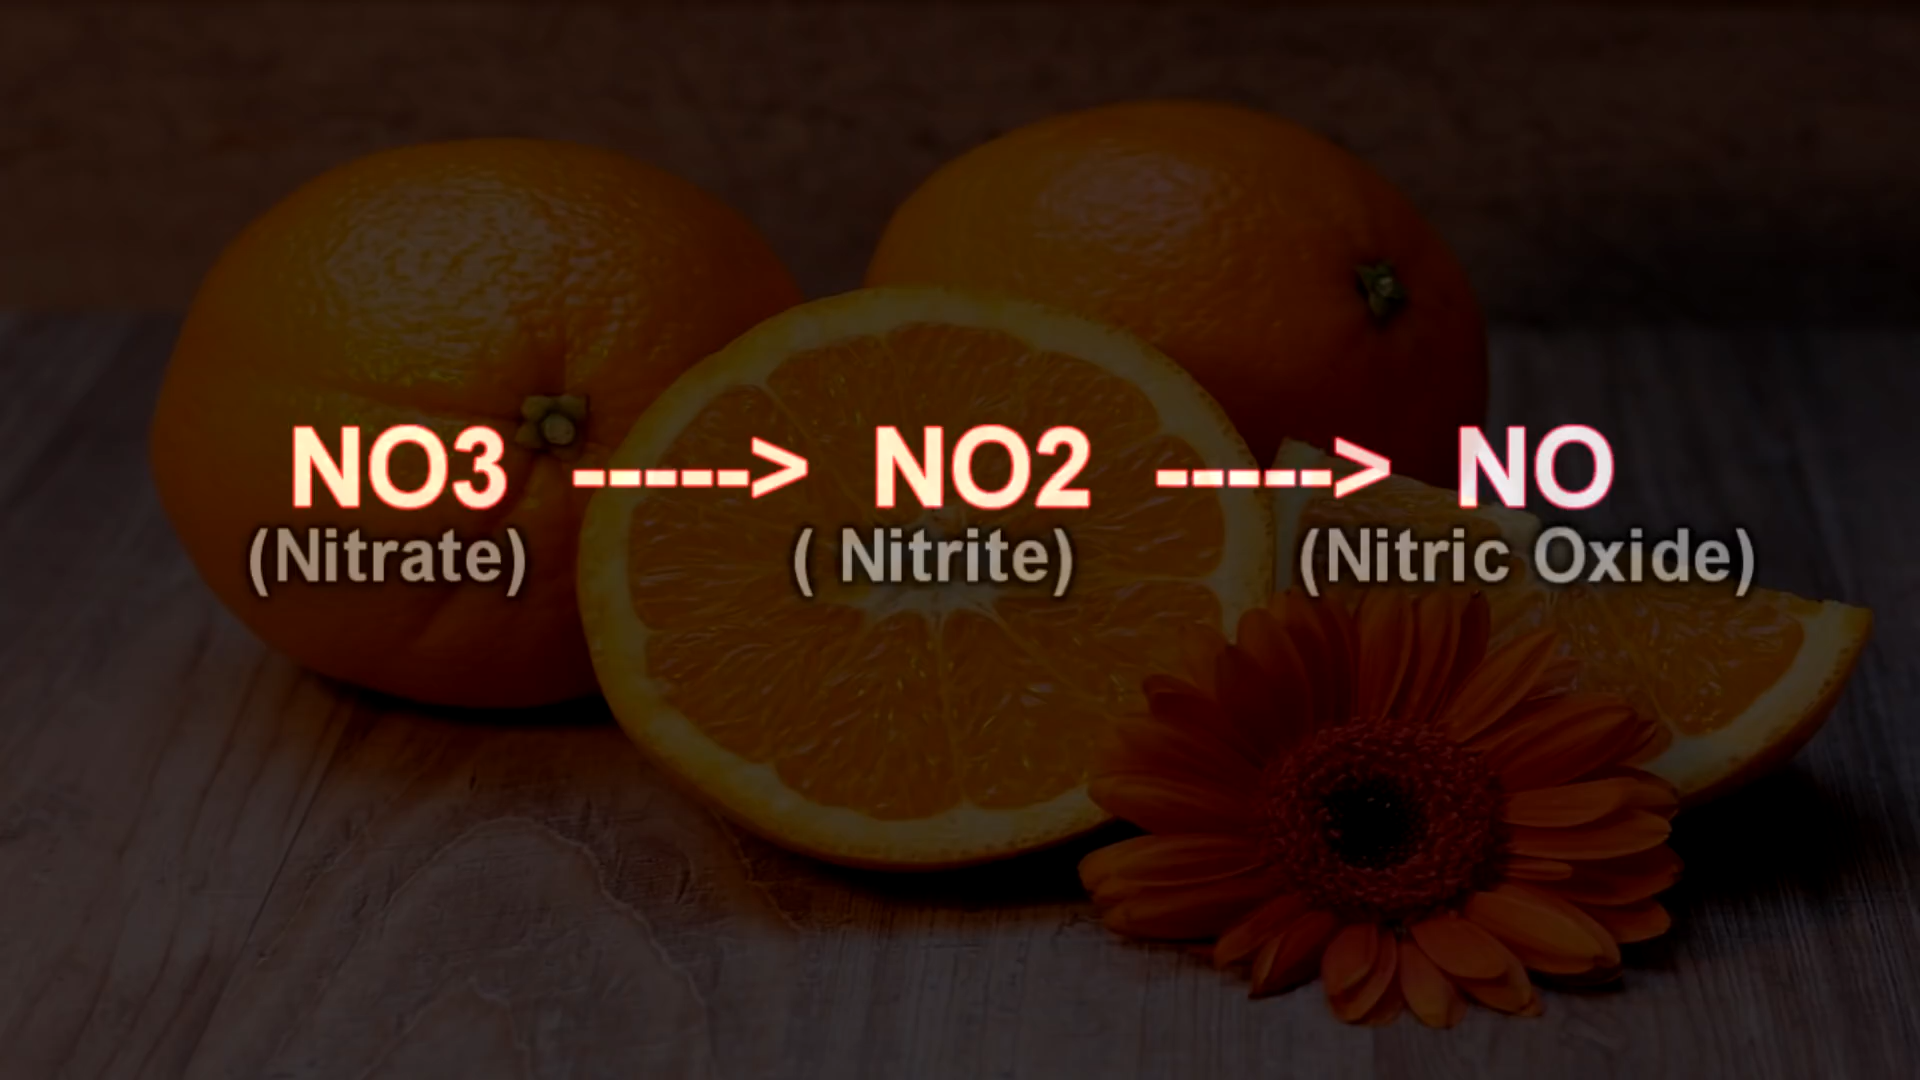 NO3 -----> NO2 -----> NO
(Nitrate) ( Nitrite) (Nitric Oxide)